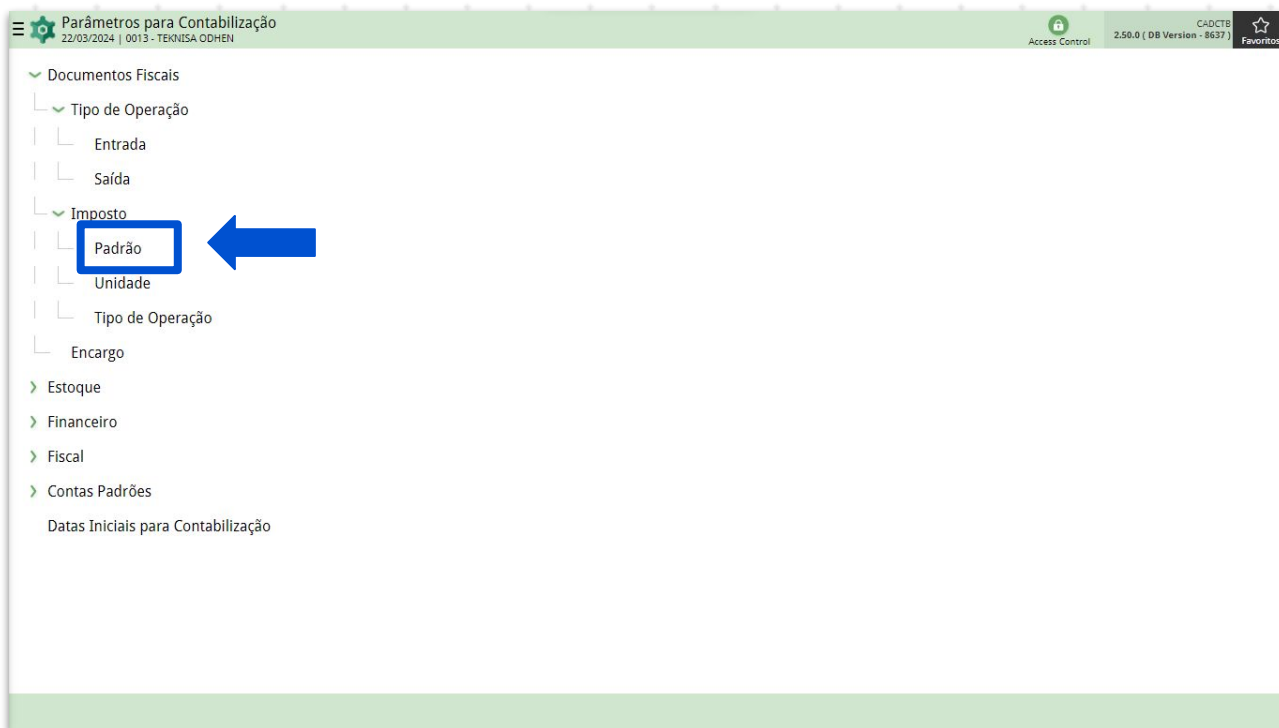 Parâmetros para Contabilização
22/03/2024 | 0013 - TEKNISA ODHEN
Access Control
CADCTB
2.50.0 ( DB Version - 8637 )
Favoritos
Documentos Fiscais
Tipo de Operação
Entrada
Saída
Imposto
Padrão
Unidade
Tipo de Operação
Encargo
Estoque
Financeiro
Fiscal
Contas Padrões
Datas Iniciais para Contabilização